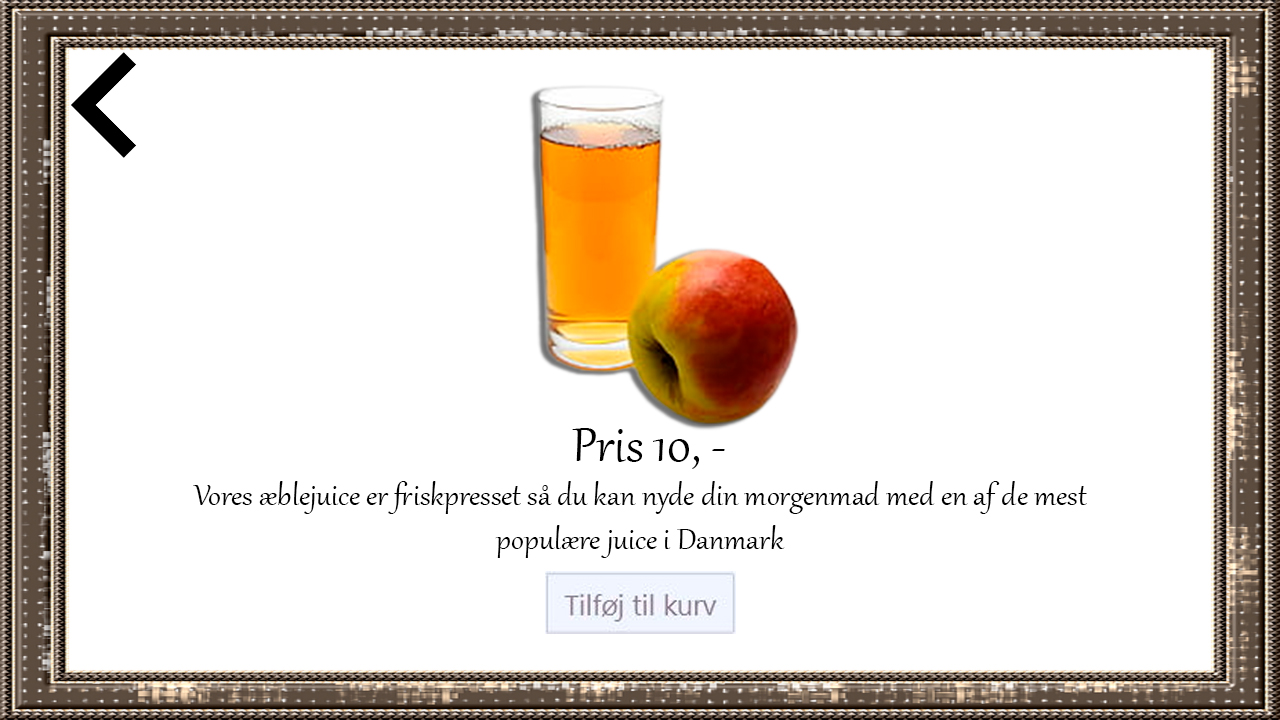 Pris 10, -
Vores æblejuice er friskpresset så du kan nyde din morgenmad med en af de mest
populære juice i Danmark
Tilføj til kurv